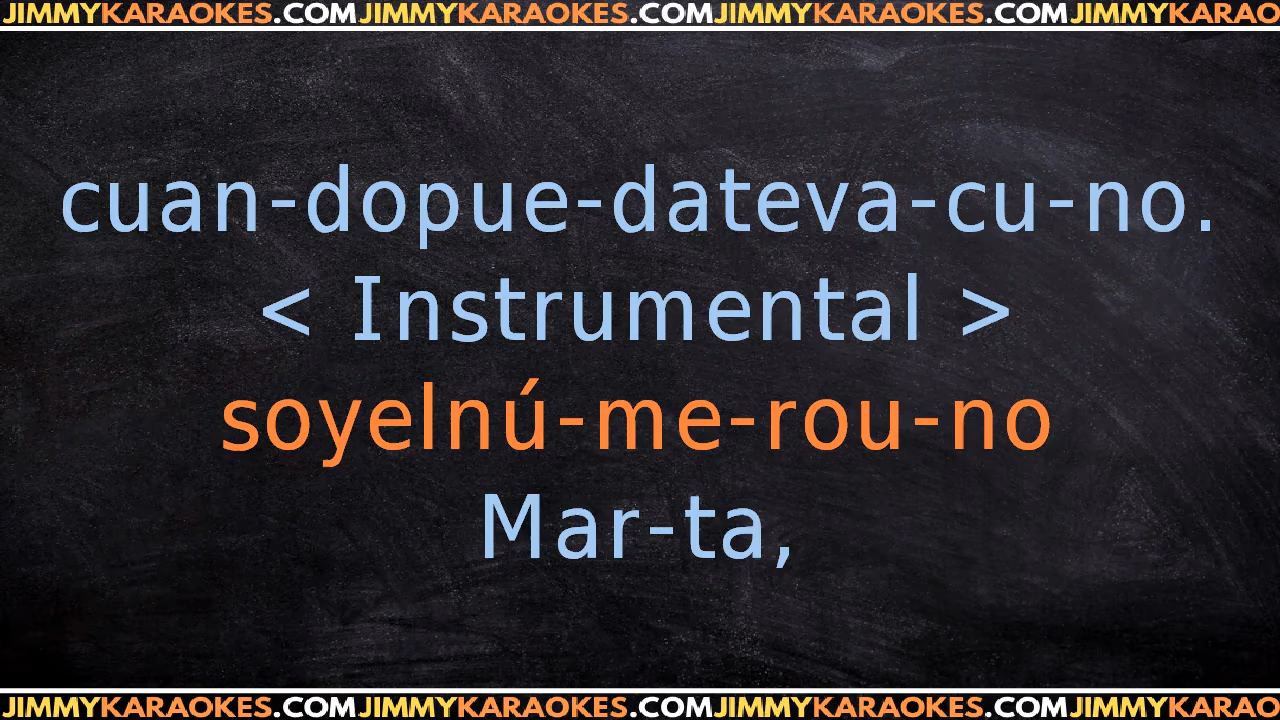 JIMMYKARAOKES.COMJIMMYKARAOKES.COMJIMMYKARAOKES.COMJIMMYKARAO
cuan-dopue-dateva-cu-no.
< Instrumental >
soyelnú-me-rou-no
Mar-ta,
JIMMYKARAOKES.COMJIMMYKARAOKES.COMJIMMYKARAOKES.COMJIMMYKARAO